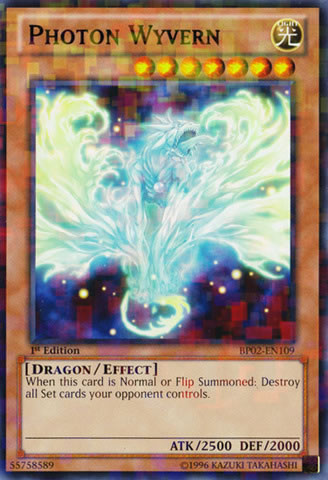 PHOTON WYVERN
LIGHT
光
1st Edition
BP02-EN109
[DRAGON/EFFECT]
When this card is Normal or Flip Summoned: Destroy
all Set cards your opponent controls.
ATK/2500 DEF/2000
55758589
©1996 KAZUKI TAKAHASHI